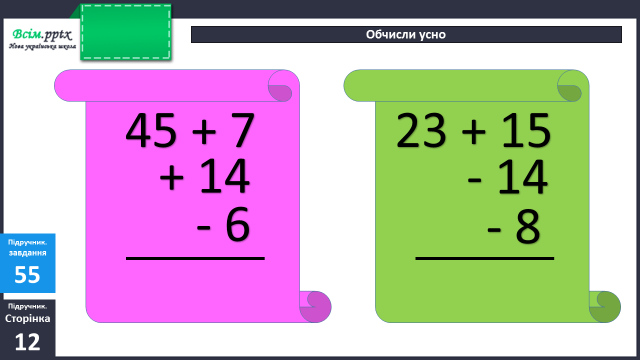 Всім.pptx
Нова українська школа
Обчисли усно
45 + 7
+ 14
- 6
23 + 15
- 14
- 8
Підручник.
завдання
55
Підручник.
Сторінка
12